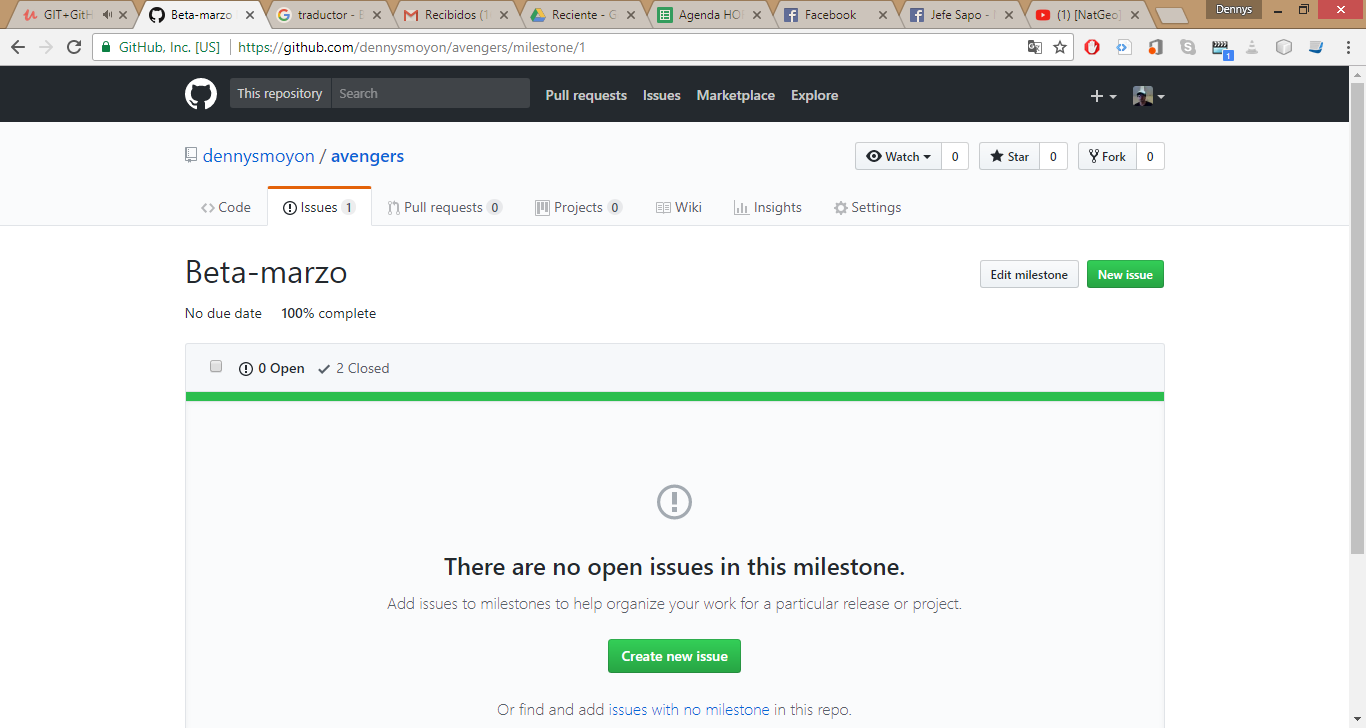 GIT+GitH
Beta-marzo
traductor - B
Recibidos (1
Reciente - G
Agenda HO
Facebook
Jefe Sapo -
(1) [NatGeo]
Dennys
GitHub, Inc. [US] https://github.com/dennysmoyon/avengers/milestone/1
1
This repository Search Pull requests Issues Marketplace Explore
dennysmoyon / avengers
Watch 0 Star 0 Fork 0
Code Issues 1 Pull requests 0 Projects 0 Wiki Insights Settings
Beta-marzo
Edit milestone New issue
No due date 100% complete
0 Open 2 Closed
There are no open issues in this milestone.
Add issues to milestones to help organize your work for a particular release or project.
Create new issue
Or find and add issues with no milestone in this repo.